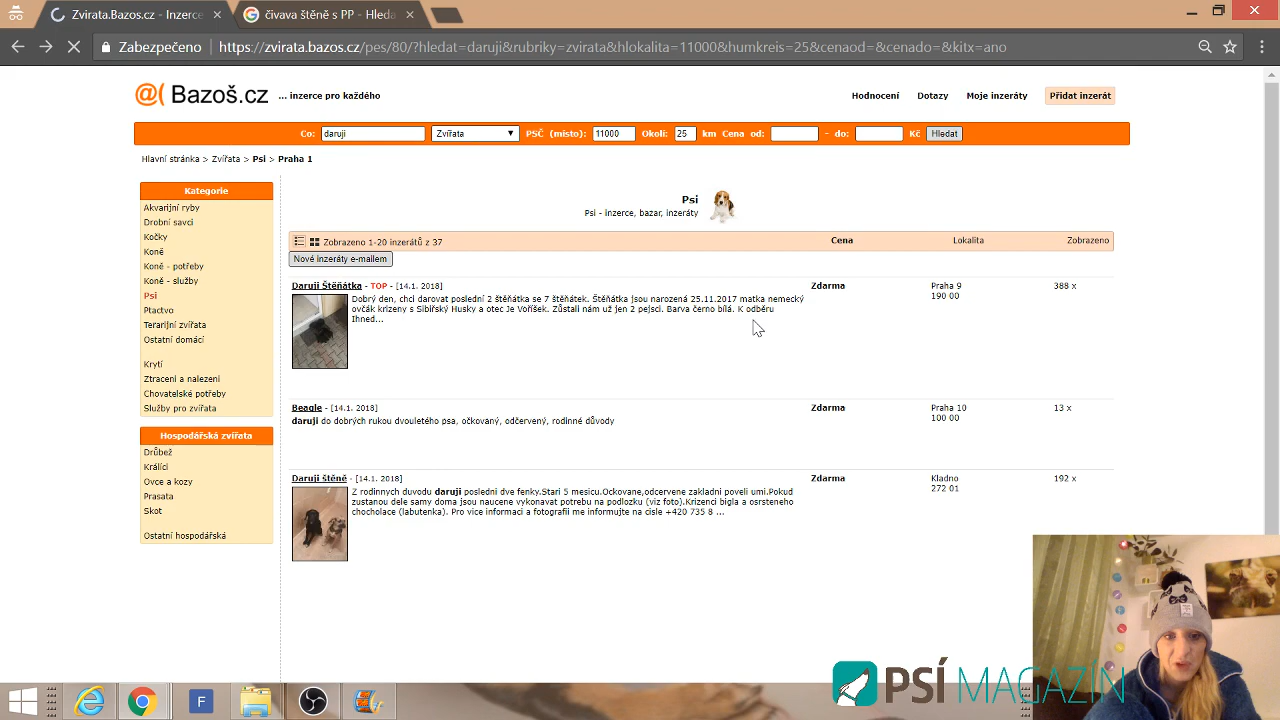 Zvirata.Bazos.cz - Inzerce
čivava štěně s PP - Hleda
Zabezpečeno
https://zvirata.bazos.cz/pes/80/?hledat=daruji&rubriky=zvirata&hlokalita=11000&humkreis=25&cenaod=&cenado=&kitx=ano
@( Bazoš.cz ... inzerce pro každého
Hodnocení Dotazy Moje inzeráty Přidat inzerát
Co: daruji Zvířata PSČ (místo): 11000 Okolí: 25 km Cena od: - do: Kč Hledat
Hlavní stránka > Zvířata > Psi > Praha 1
Kategorie
Akvarijní ryby
Drobní savci
Kočky
Koně
Koně - potřeby
Koně - služby
Psi
Ptactvo
Terarijní zvířata
Ostatní domácí
Krytí
Ztraceni a nalezeni
Chovatelské potřeby
Služby pro zvířata
Hospodářská zvířata
Drůbež
Králíci
Ovce a kozy
Prasata
Skot
Ostatní hospodářská
Psi
Psi - inzerce, bazar, inzeráty
Zobrazeno 1-20 inzerátů z 37 Cena Lokalita Zobrazeno
Nové inzeráty e-mailem
Daruji Štěňátka - TOP - [14.1. 2018] Zdarma Praha 9 388 x
190 00
Dobrý den, chci darovat poslední 2 štěňátka se 7 štěňátek. Štěňátka jsou narozená 25.11.2017 matka nemecký
ovčák krizeny s Sibiřský Husky a otec Je Voříšek. Zůstali nám už jen 2 pejsci. Barva černo bílá. K odběru
Ihned...
Beagle - [14.1. 2018] Zdarma Praha 10 13 x
100 00
daruji do dobrých rukou dvouletého psa, očkovaný, odčervený, rodinné důvody
Daruji štěně - [14.1. 2018] Zdarma Kladno 192 x
272 01
Z rodinnych duvodu daruji posledni dve fenky.Stari 5 mesicu.Ockovane,odcervene zakladni poveli umi.Pokud
zustanou dele samy doma jsou naucene vykonavat potrebu na podlozku (viz foto).Krizenci bigla a osrsteneho
chocholace (labutenka). Pro vice informaci a fotografii me informujte na cisle +420 735 8 ...
F
PSÍ MAGAZÍN